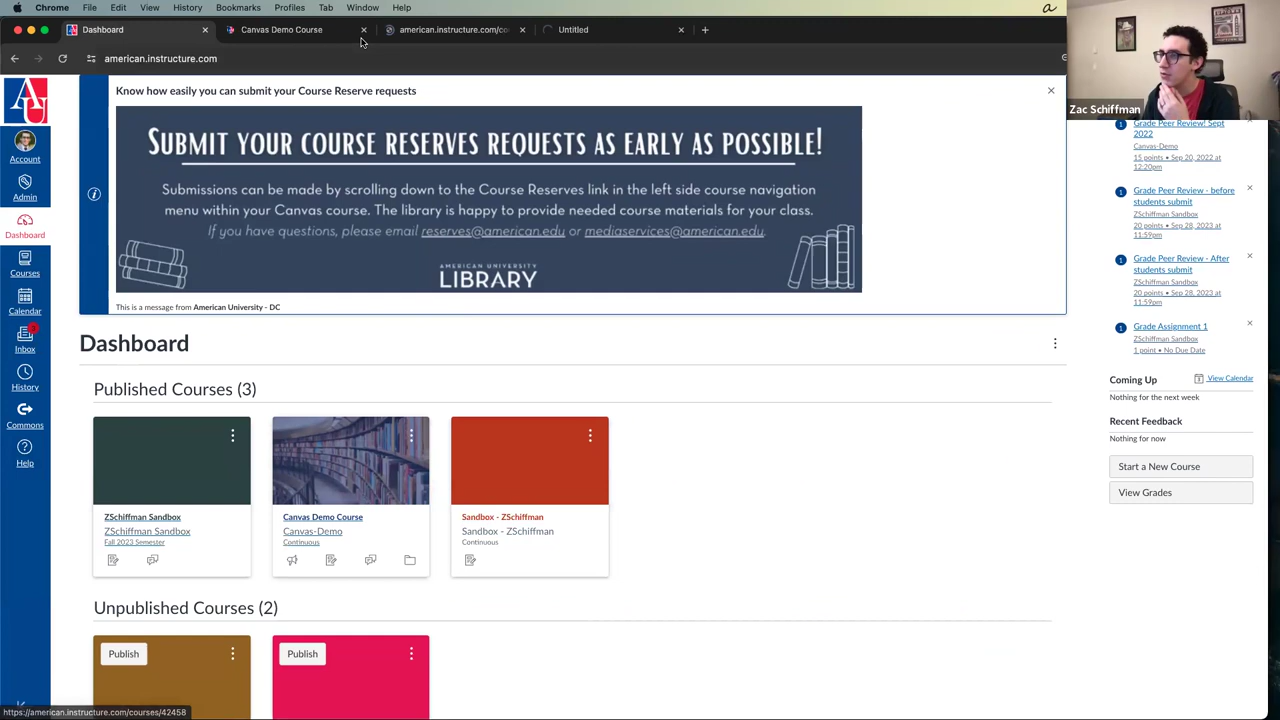 Chrome File Edit View History Bookmarks Profiles Tab Window Help
Dashboard
Canvas Demo Course
american.instructure.com/co
Untitled
american.instructure.com
Zac Schiffman
AU
Account
Admin
Dashboard
Courses
Calendar
Inbox
History
Commons
Help
Know how easily you can submit your Course Reserve requests
SUBMIT YOUR COURSE RESERVES REQUESTS AS EARLY AS POSSIBLE!
Submissions can be made by scrolling down to the Course Reserves link in the left side course navigation
menu within your Canvas course. The library is happy to provide needed course materials for your class.
If you have questions, please email reserves@american.edu or mediaservices@american.edu.
AMERICAN UNIVERSITY
LIBRARY
This is a message from American University - DC
Dashboard
Published Courses (3)
ZSchiffman Sandbox
ZSchiffman Sandbox
Fall 2023 Semester
Canvas Demo Course
Canvas-Demo
Continuous
Sandbox - ZSchiffman
Sandbox - ZSchiffman
Continuous
Unpublished Courses (2)
Publish
Publish
https://american.instructure.com/courses/42458
1
Grade Peer Review! Sept
2022
Canvas-Demo
15 points • Sep 20, 2022 at
12:20pm
1
Grade Peer Review - before
students submit
ZSchiffman Sandbox
20 points • Sep 28, 2023 at
11:59pm
1
Grade Peer Review - After
students submit
ZSchiffman Sandbox
20 points • Sep 28, 2023 at
11:59pm
1
Grade Assignment 1
ZSchiffman Sandbox
1 point • No Due Date
Coming Up
View Calendar
Nothing for the next week
Recent Feedback
Nothing for now
Start a New Course
View Grades